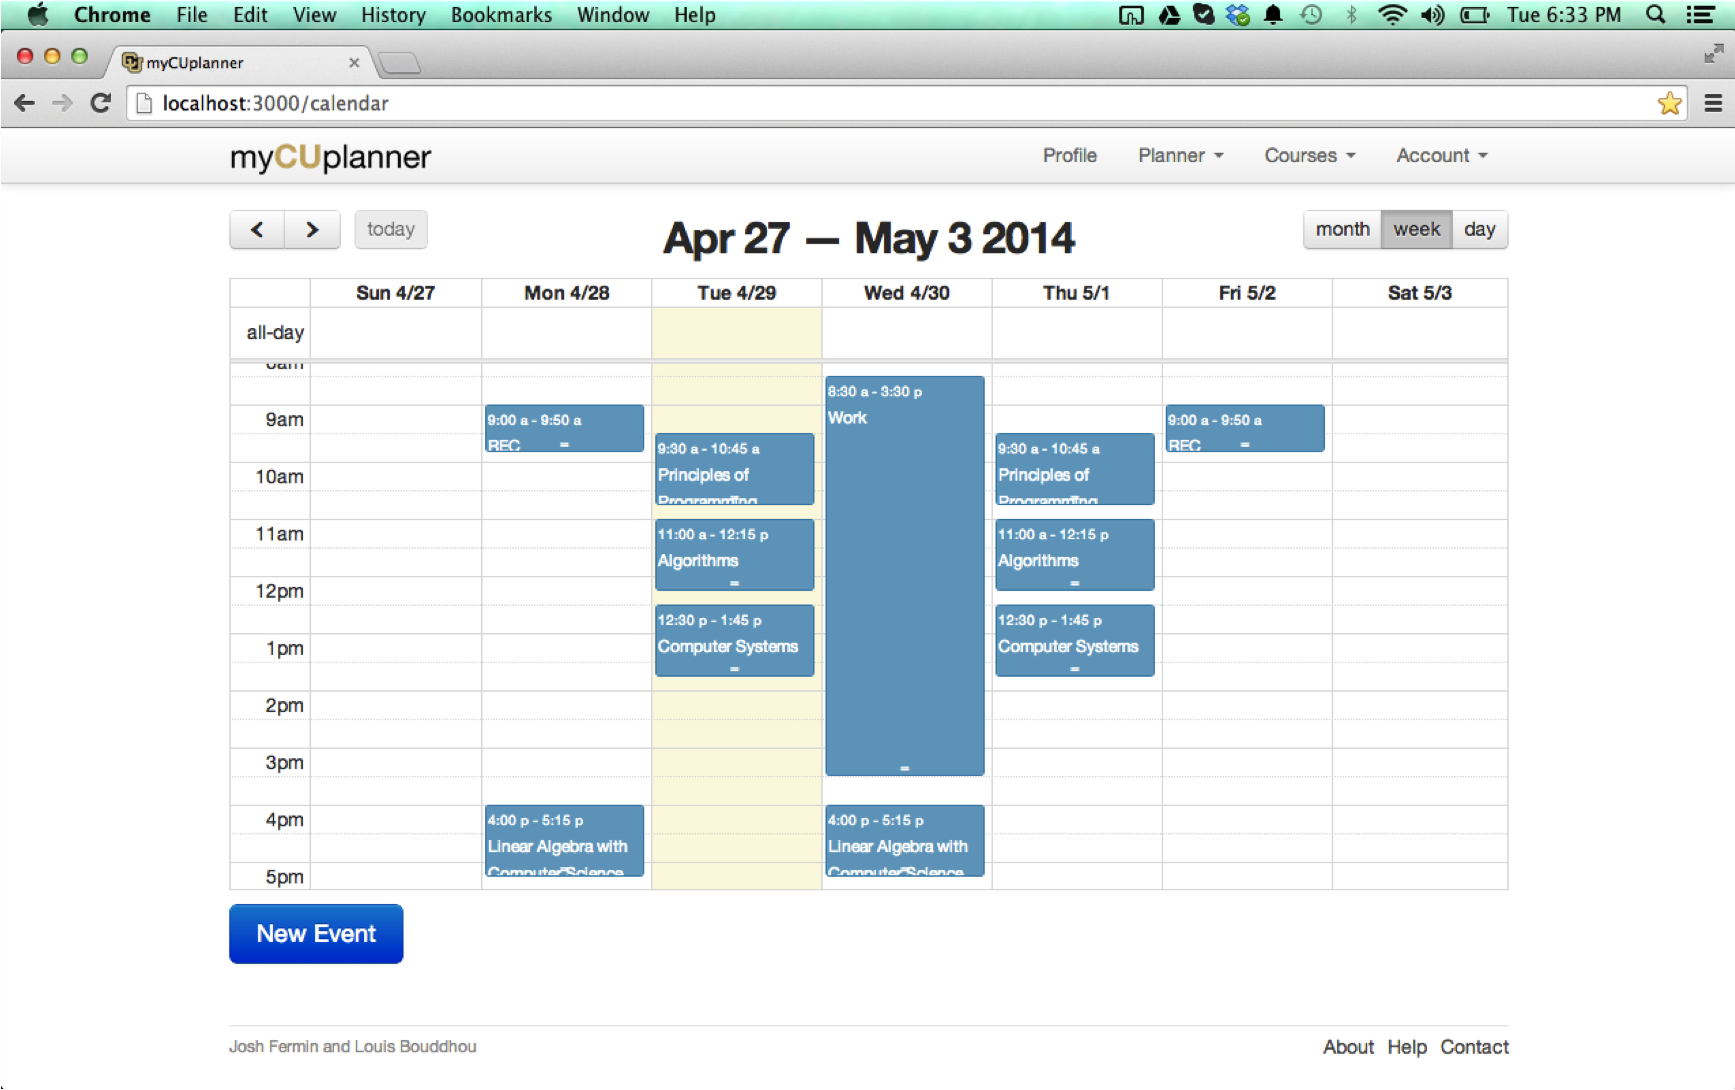 Chrome File Edit View History Bookmarks Window Help Tue 6:33 PM
myCUplanner
localhost:3000/calendar
myCUplanner Profile Planner Courses Account
today Apr 27 — May 3 2014 month week day
Sun 4/27 Mon 4/28 Tue 4/29 Wed 4/30 Thu 5/1 Fri 5/2 Sat 5/3
all-day
8am
8:30 a - 3:30 p
Work
9am
9:00 a - 9:50 a
REC
9:00 a - 9:50 a
REC
9:30 a - 10:45 a
Principles of
Programming
9:30 a - 10:45 a
Principles of
Programming
10am
11am
11:00 a - 12:15 p
Algorithms
11:00 a - 12:15 p
Algorithms
12pm
12:30 p - 1:45 p
Computer Systems
12:30 p - 1:45 p
Computer Systems
1pm
2pm
3pm
4pm
4:00 p - 5:15 p
Linear Algebra with
Computer Science
4:00 p - 5:15 p
Linear Algebra with
Computer Science
5pm
New Event
Josh Fermin and Louis Bouddhou About Help Contact